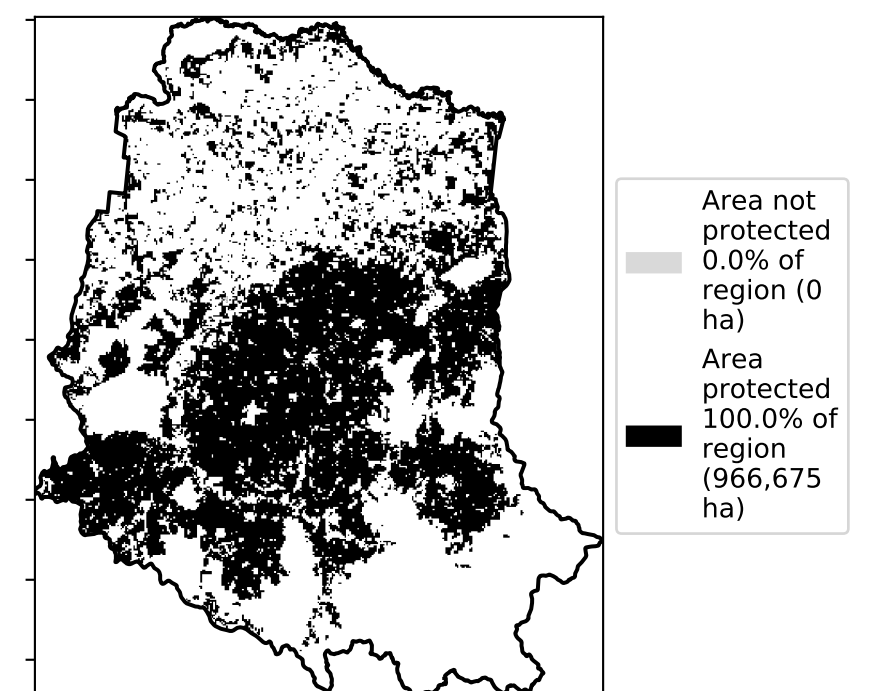 Area not
protected
0.0% of
region (0
ha)
Area
protected
100.0% of
region
(966,675
ha)